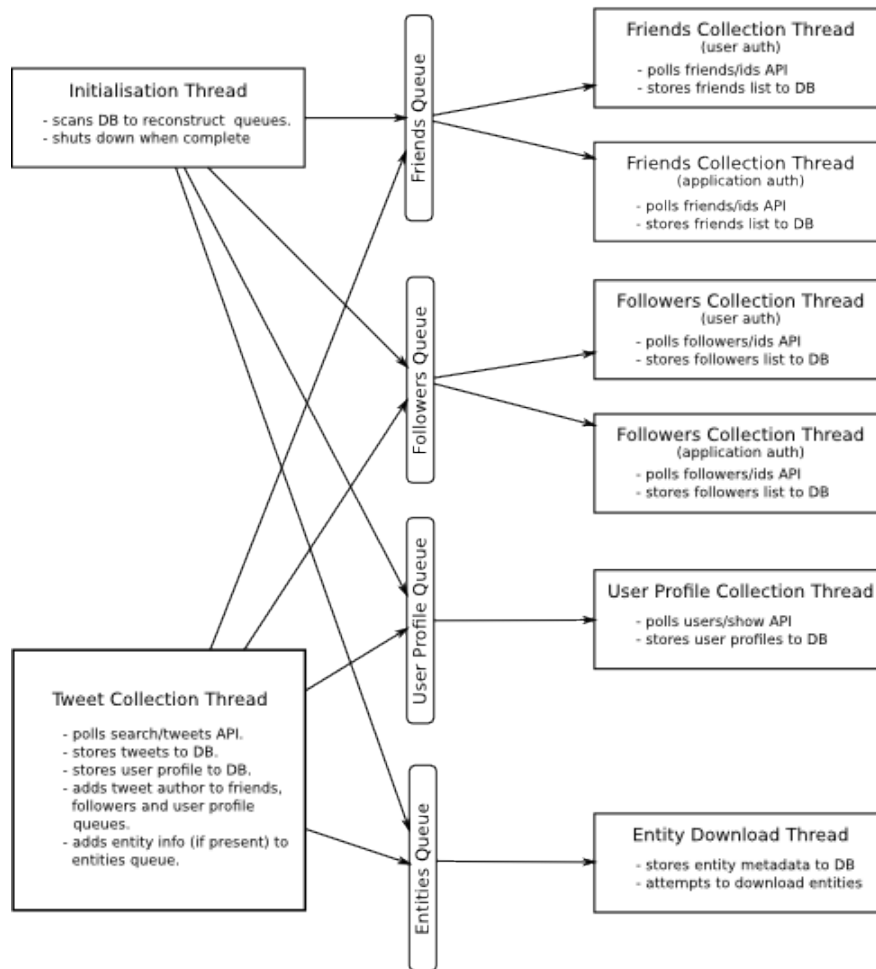 Initialisation Thread
- scans DB to reconstruct queues.
- shuts down when complete
Tweet Collection Thread
- polls search/tweets API.
- stores tweets to DB.
- stores user profile to DB.
- adds tweet author to friends,
followers and user profile
queues.
- adds entity info (if present) to
entities queue.
Friends Queue
Followers Queue
User Profile Queue
Entities Queue
Friends Collection Thread
(user auth)
- polls friends/ids API
- stores friends list to DB
Friends Collection Thread
(application auth)
- polls friends/ids API
- stores friends list to DB
Followers Collection Thread
(user auth)
- polls followers/ids API
- stores followers list to DB
Followers Collection Thread
(application auth)
- polls followers/ids API
- stores followers list to DB
User Profile Collection Thread
- polls users/show API
- stores user profiles to DB
Entity Download Thread
- stores entity metadata to DB
- attempts to download entities